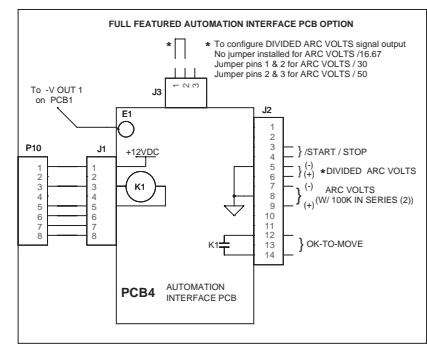 FULL FEATURED AUTOMATION INTERFACE PCB OPTION
* * To configure DIVIDED ARC VOLTS signal output
No jumper installed for ARC VOLTS /16.67
Jumper pins 1 & 2 for ARC VOLTS / 30
Jumper pins 2 & 3 for ARC VOLTS / 50
1 2 3
J3
To -V OUT 1
on PCB1
E1
J2
P10
J1
+12VDC
K1
1
2
3
4
5
6
7
8
1
2
3
4
5
6
7
8
1
2
3
4
5
6
7
8
9
10
11
12
13
14
/START / STOP
(-)
(+) * DIVIDED ARC VOLTS
(-) ARC VOLTS
(+) (W/ 100K IN SERIES (2))
K1
OK-TO-MOVE
PCB4 AUTOMATION
INTERFACE PCB